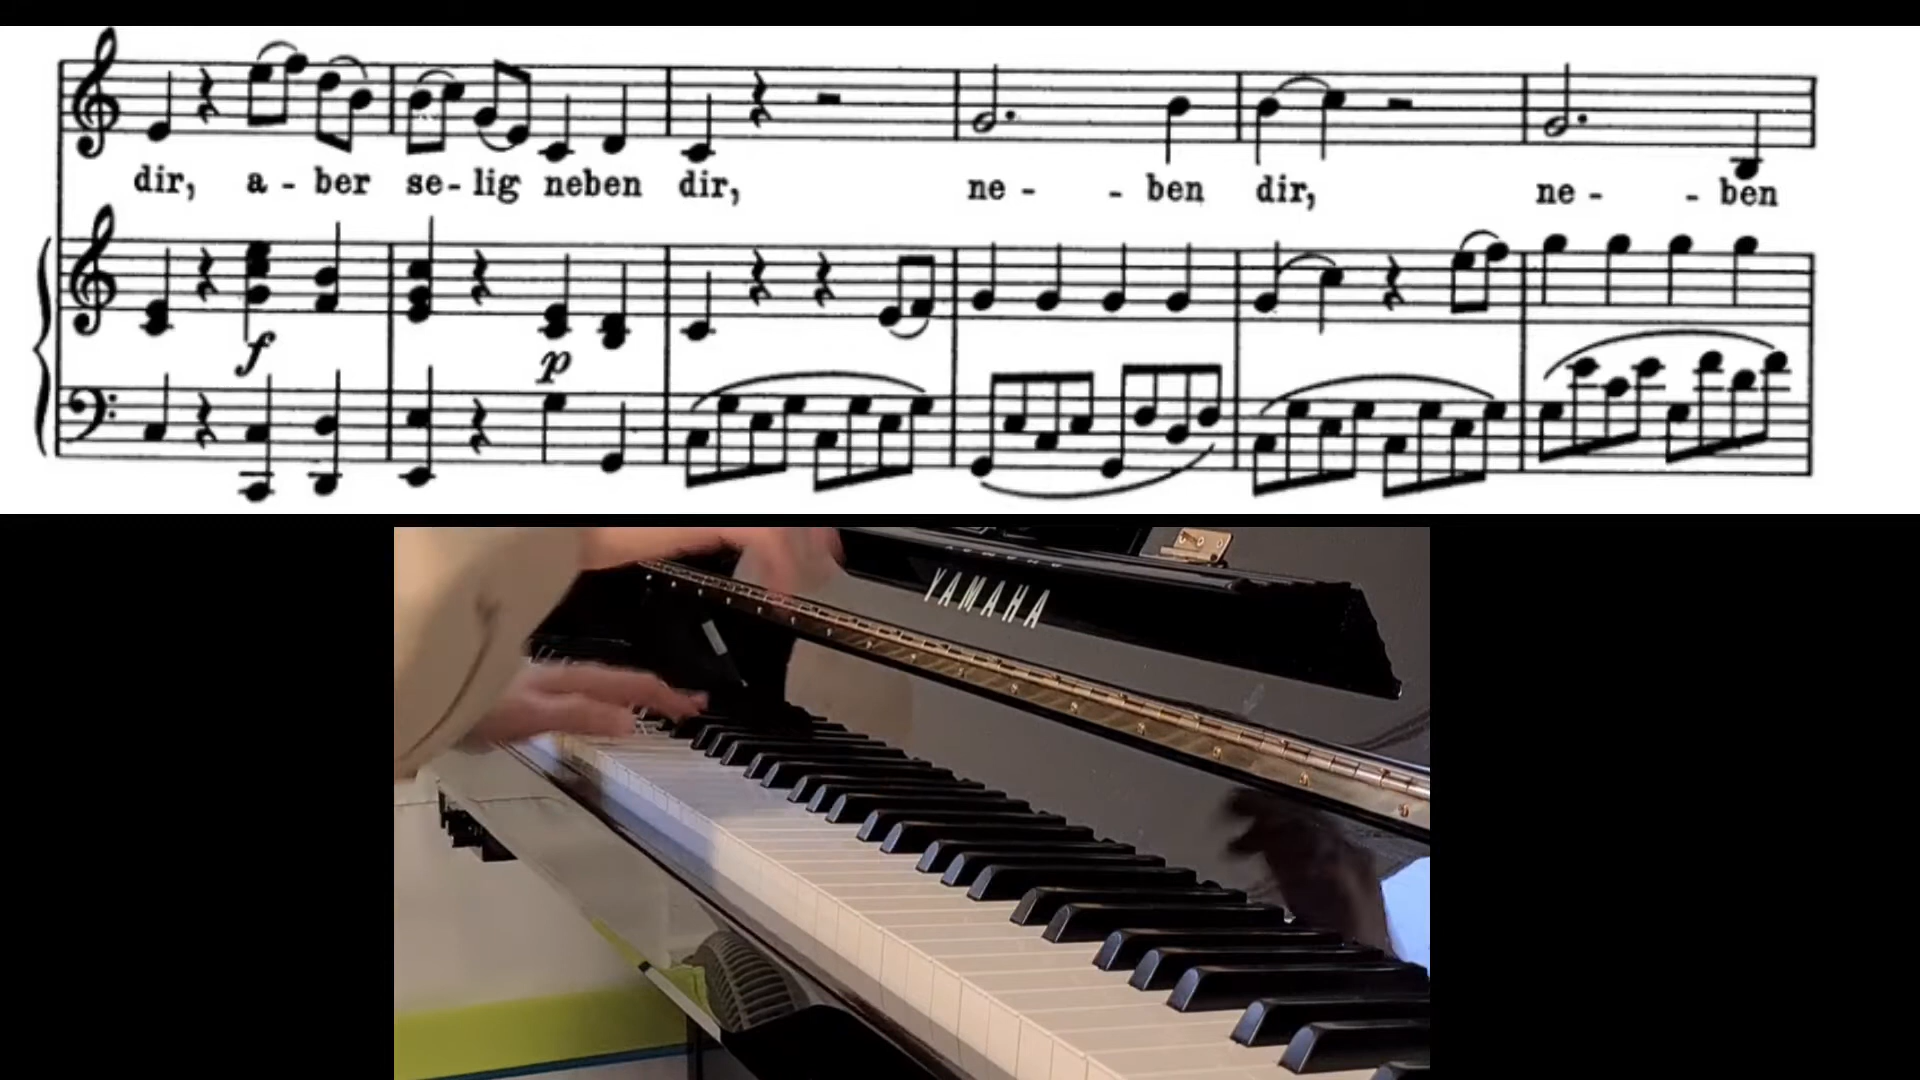 dir, a - ber se - lig neben dir, ne - - ben dir, ne - - ben
f p
YAMAHA